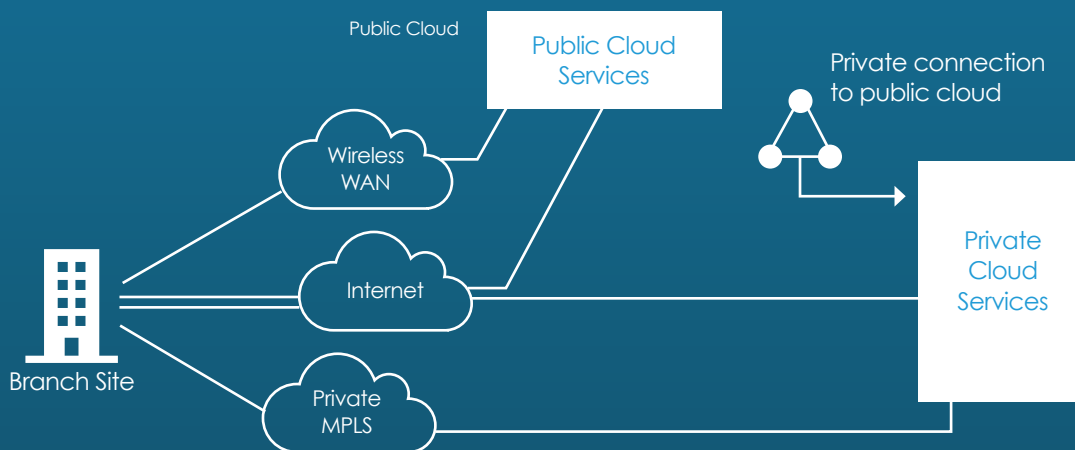 Public Cloud
Public Cloud
Services
Private connection
to public cloud
Wireless
WAN
Internet
Private
Cloud
Services
Branch Site
Private
MPLS